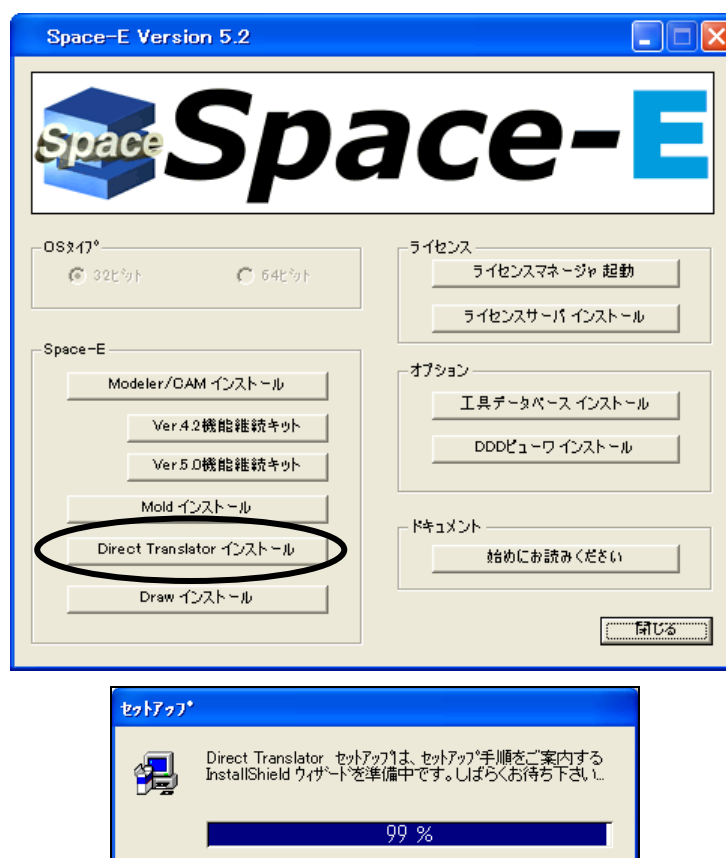 Space-E Version 5.2
Space
Space-E
OSタイプ
32ビット
64ビット
Space-E
Modeler/CAM インストール
Ver.4.2機能継続キット
Ver.5.0機能継続キット
Mold インストール
Direct Translator インストール
Draw インストール
ライセンス
ライセンスマネージャ 起動
ライセンスサーバ インストール
オプション
工具データベース インストール
DDDビューワ インストール
ドキュメント
始めにお読みください
閉じる
セットアップ
Direct Translator セットアップは、セットアップ手順をご案内する
InstallShield ウィザードを準備中です。しばらくお待ち下さい...
99 %